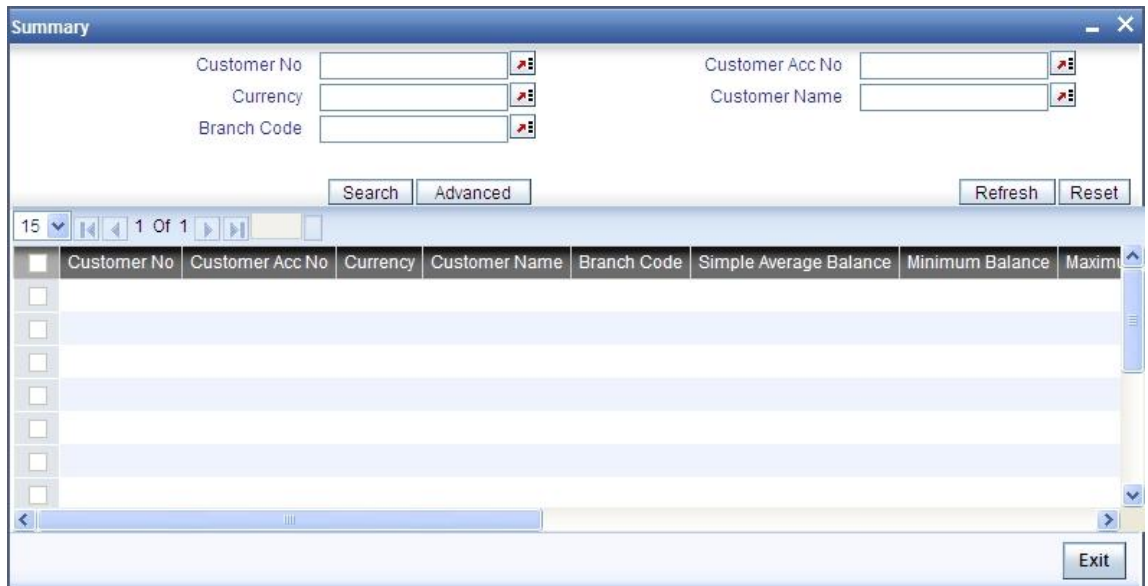 Summary
Customer No Customer Acc No
Currency Customer Name
Branch Code
Search Advanced Refresh Reset
15 1 Of 1
Customer No Customer Acc No Currency Customer Name Branch Code Simple Average Balance Minimum Balance Maximu
Exit